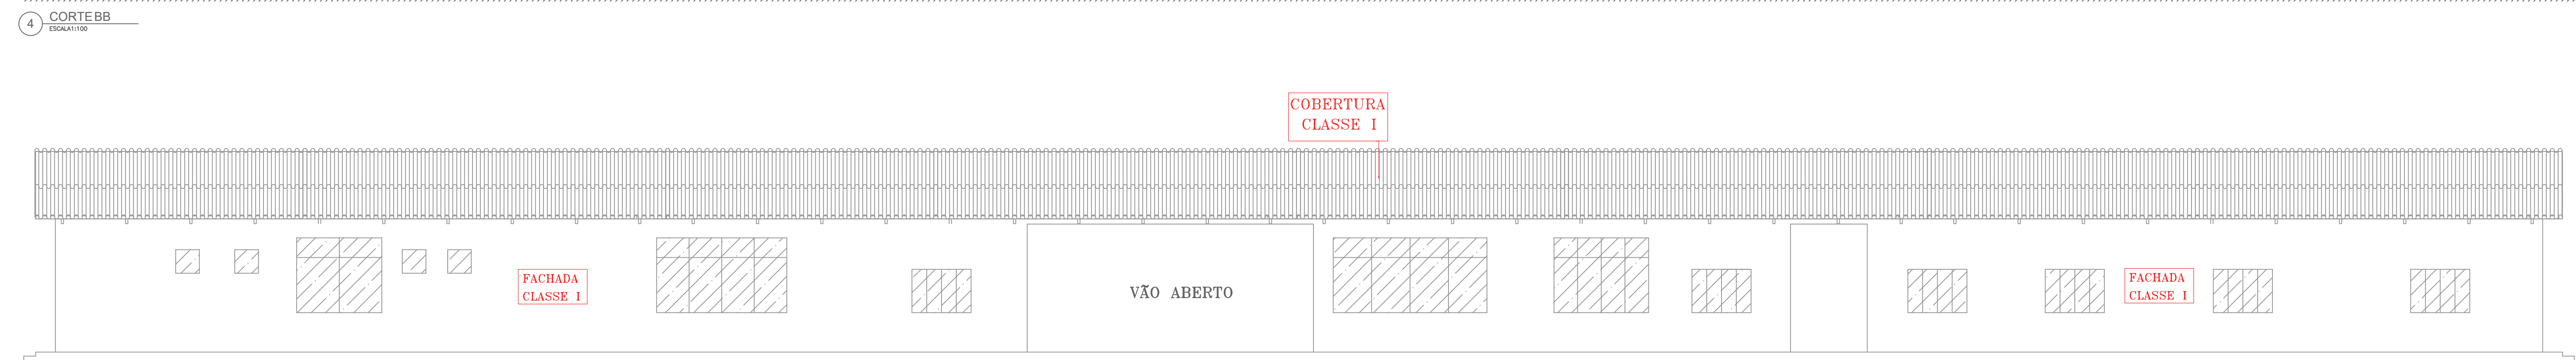 4
CORTE BB
ESCALA1:100
COBERTURA
CLASSE I
FACHADA
CLASSE I
VÃO ABERTO
FACHADA
CLASSE I